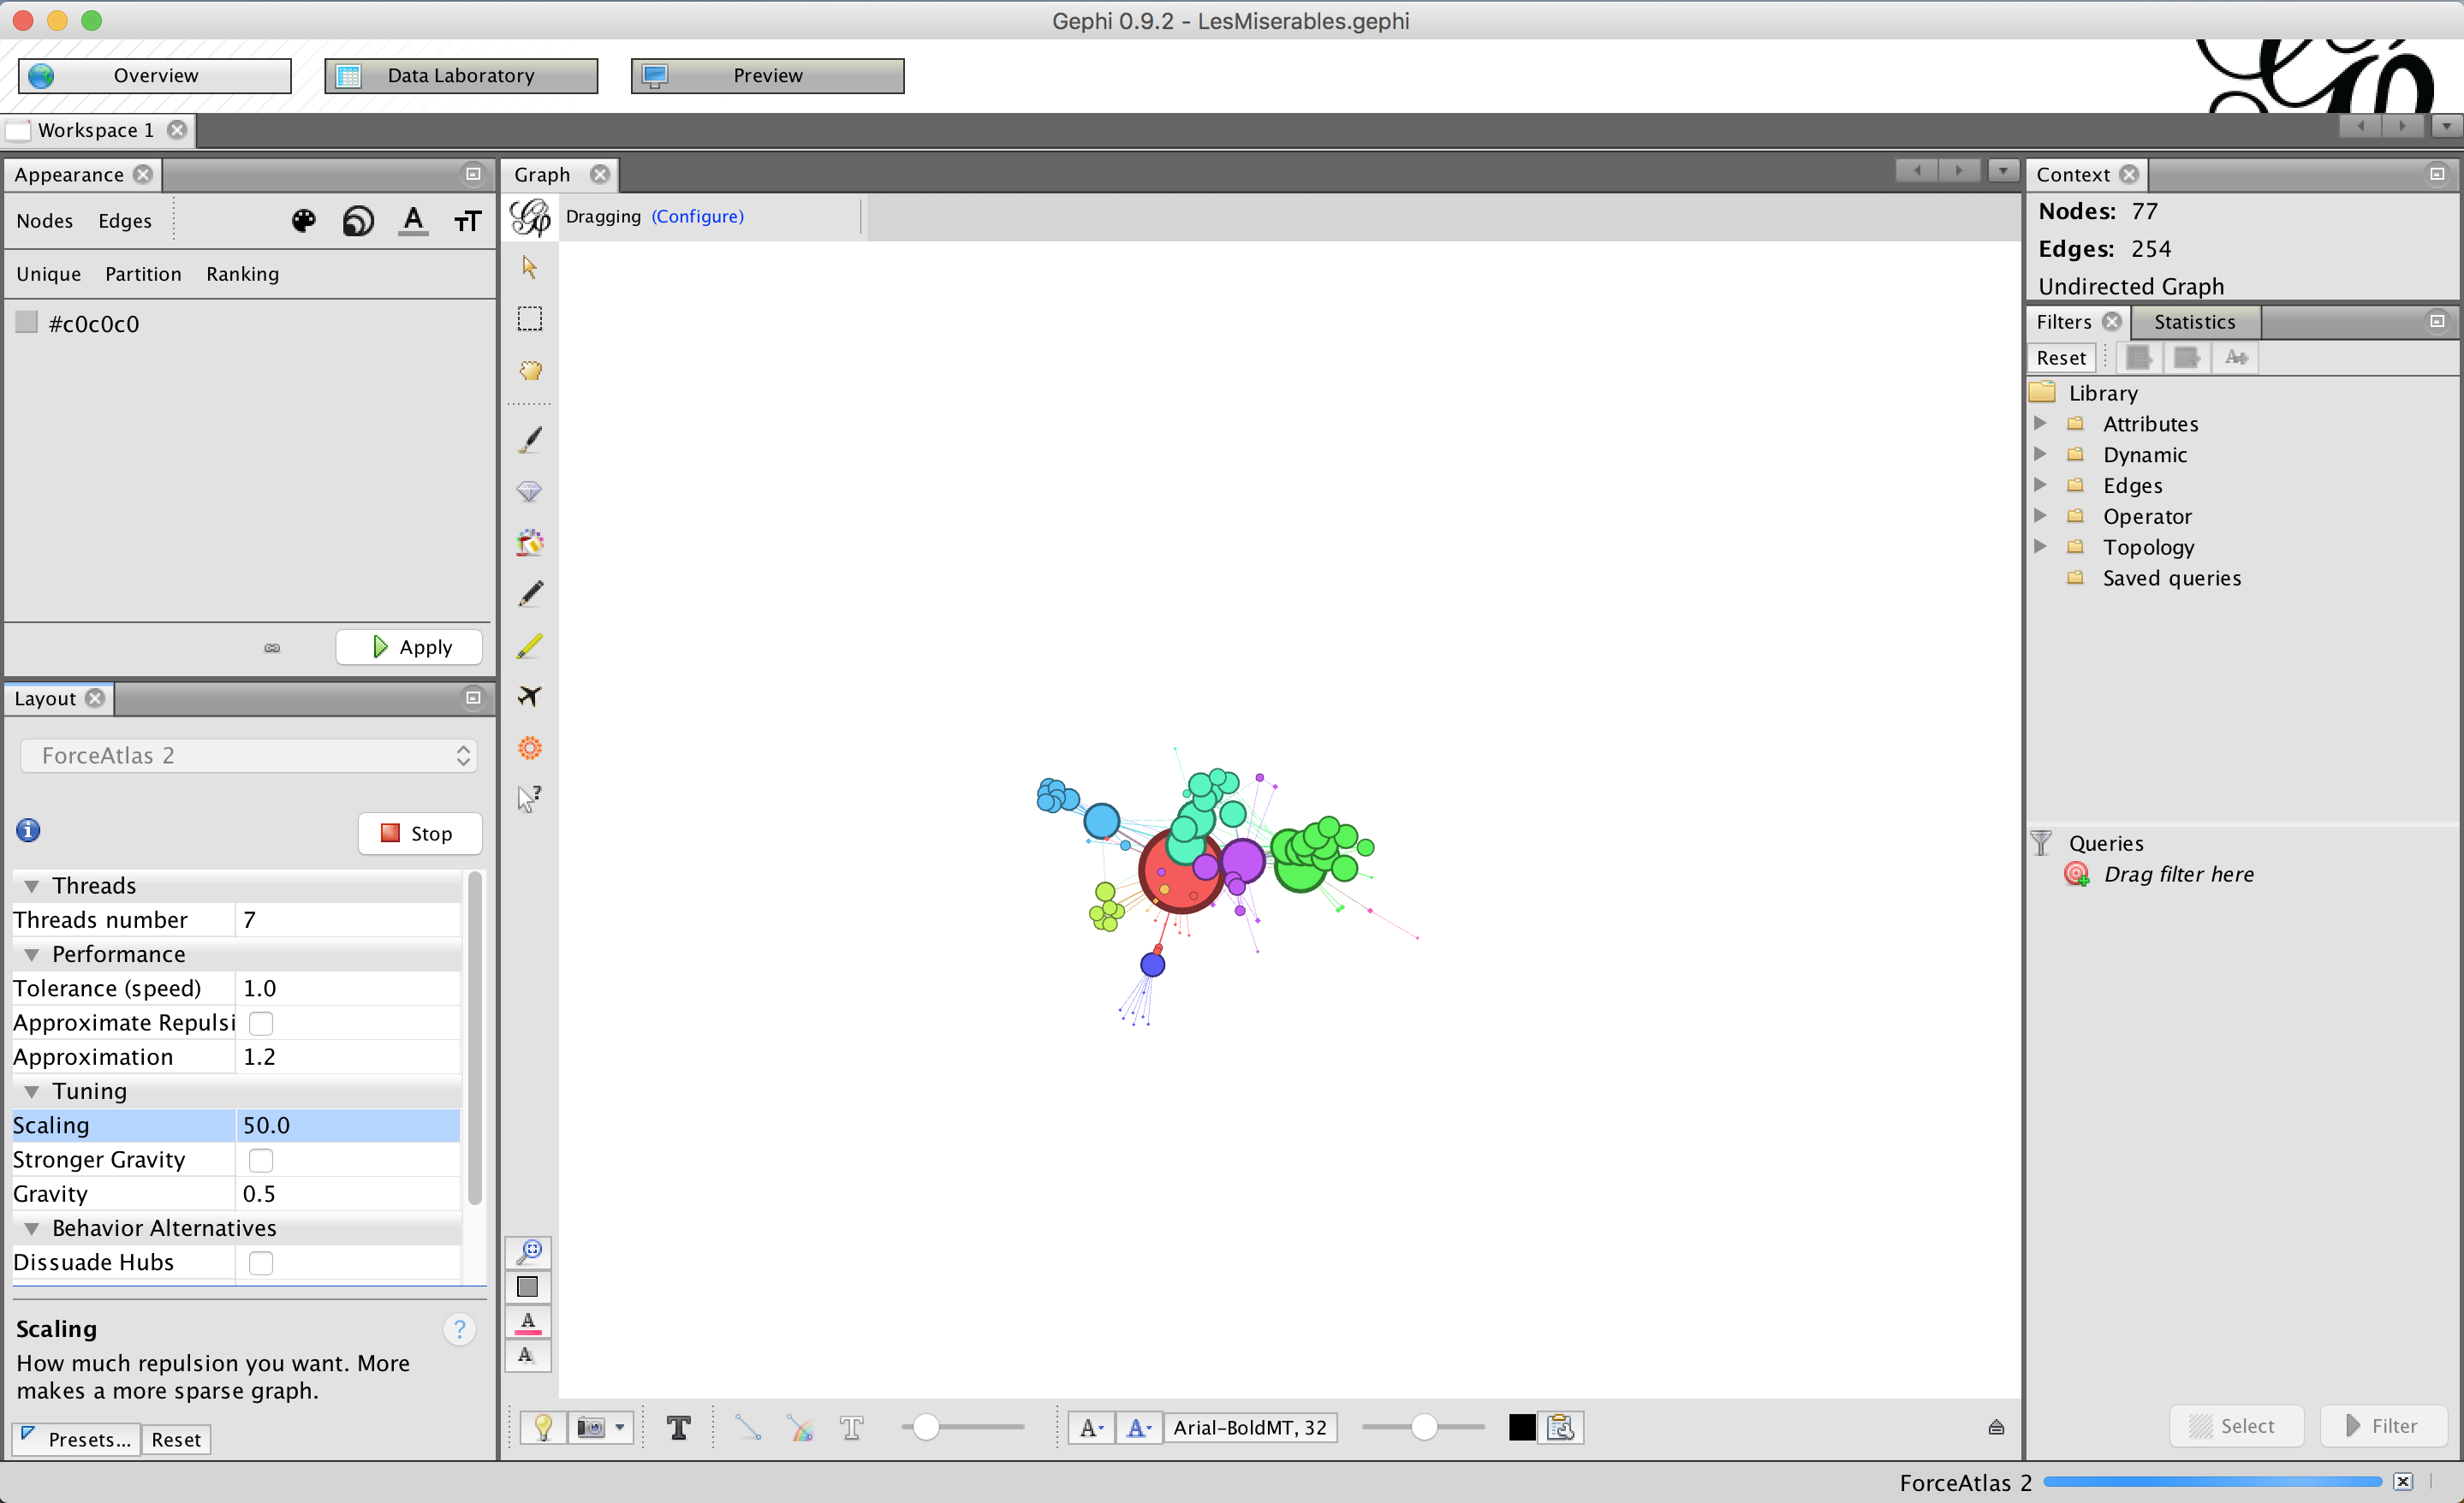 Gephi 0.9.2 - LesMiserables.gephi
Overview
Data Laboratory
Preview
Workspace 1
Appearance
Nodes Edges
Unique Partition Ranking
#c0c0c0
Apply
Layout
ForceAtlas 2
Stop
Threads
Threads number 7
Performance
Tolerance (speed) 1.0
Approximate Repulsi
Approximation 1.2
Tuning
Scaling 50.0
Stronger Gravity
Gravity 0.5
Behavior Alternatives
Dissuade Hubs
Scaling
How much repulsion you want. More
makes a more sparse graph.
Presets... Reset
Graph
Dragging (Configure)
Arial-BoldMT, 32
Context
Nodes: 77
Edges: 254
Undirected Graph
Filters Statistics
Reset
Library
Attributes
Dynamic
Edges
Operator
Topology
Saved queries
Queries
Drag filter here
Select Filter
ForceAtlas 2